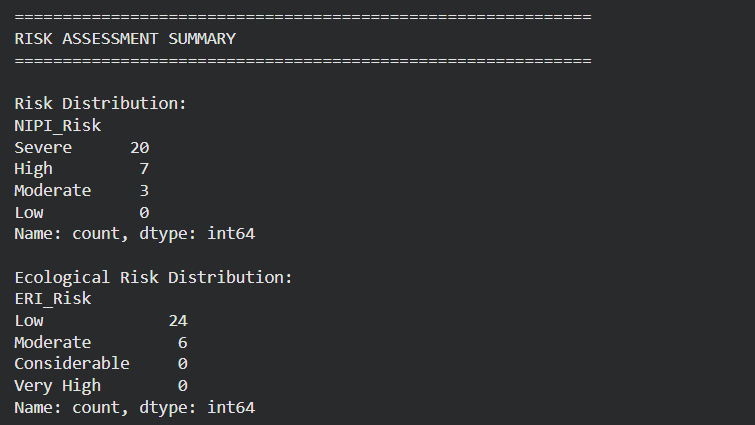 ============================================================
RISK ASSESSMENT SUMMARY
============================================================
Risk Distribution:
NIPI_Risk
Severe      20
High         7
Moderate     3
Low          0
Name: count, dtype: int64
Ecological Risk Distribution:
ERI_Risk
Low             24
Moderate         6
Considerable     0
Very High        0
Name: count, dtype: int64